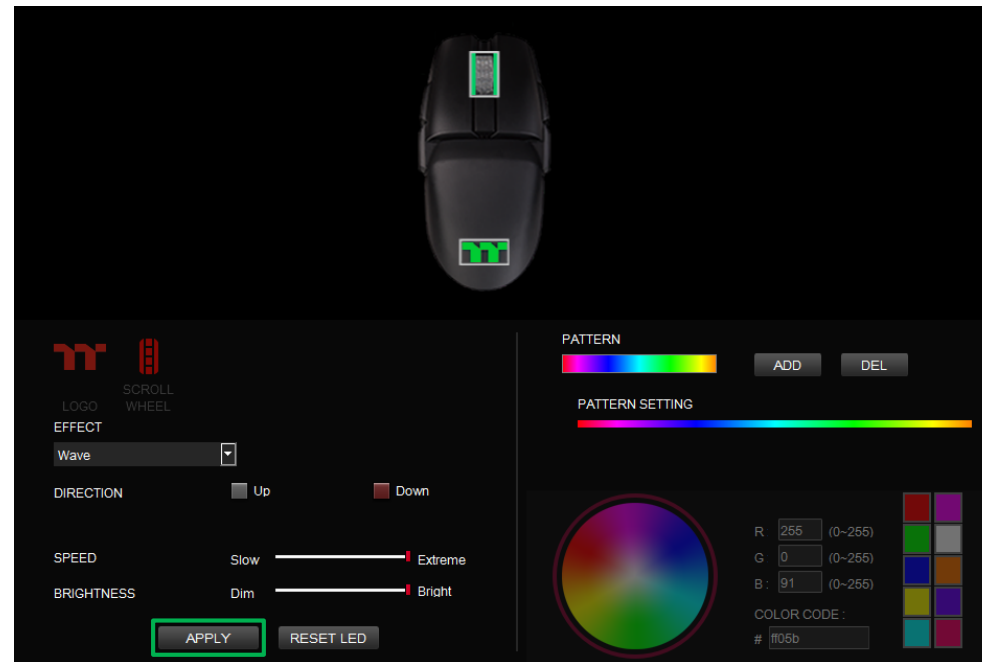 LOGO
SCROLL
WHEEL
EFFECT
Wave
DIRECTION
Up
Down
SPEED
Slow
Extreme
BRIGHTNESS
Dim
Bright
APPLY
RESET LED
PATTERN
ADD
DEL
PATTERN SETTING
R 255 (0~255)
G 0 (0~255)
B: 91 (0~255)
COLOR CODE :
# ff05b